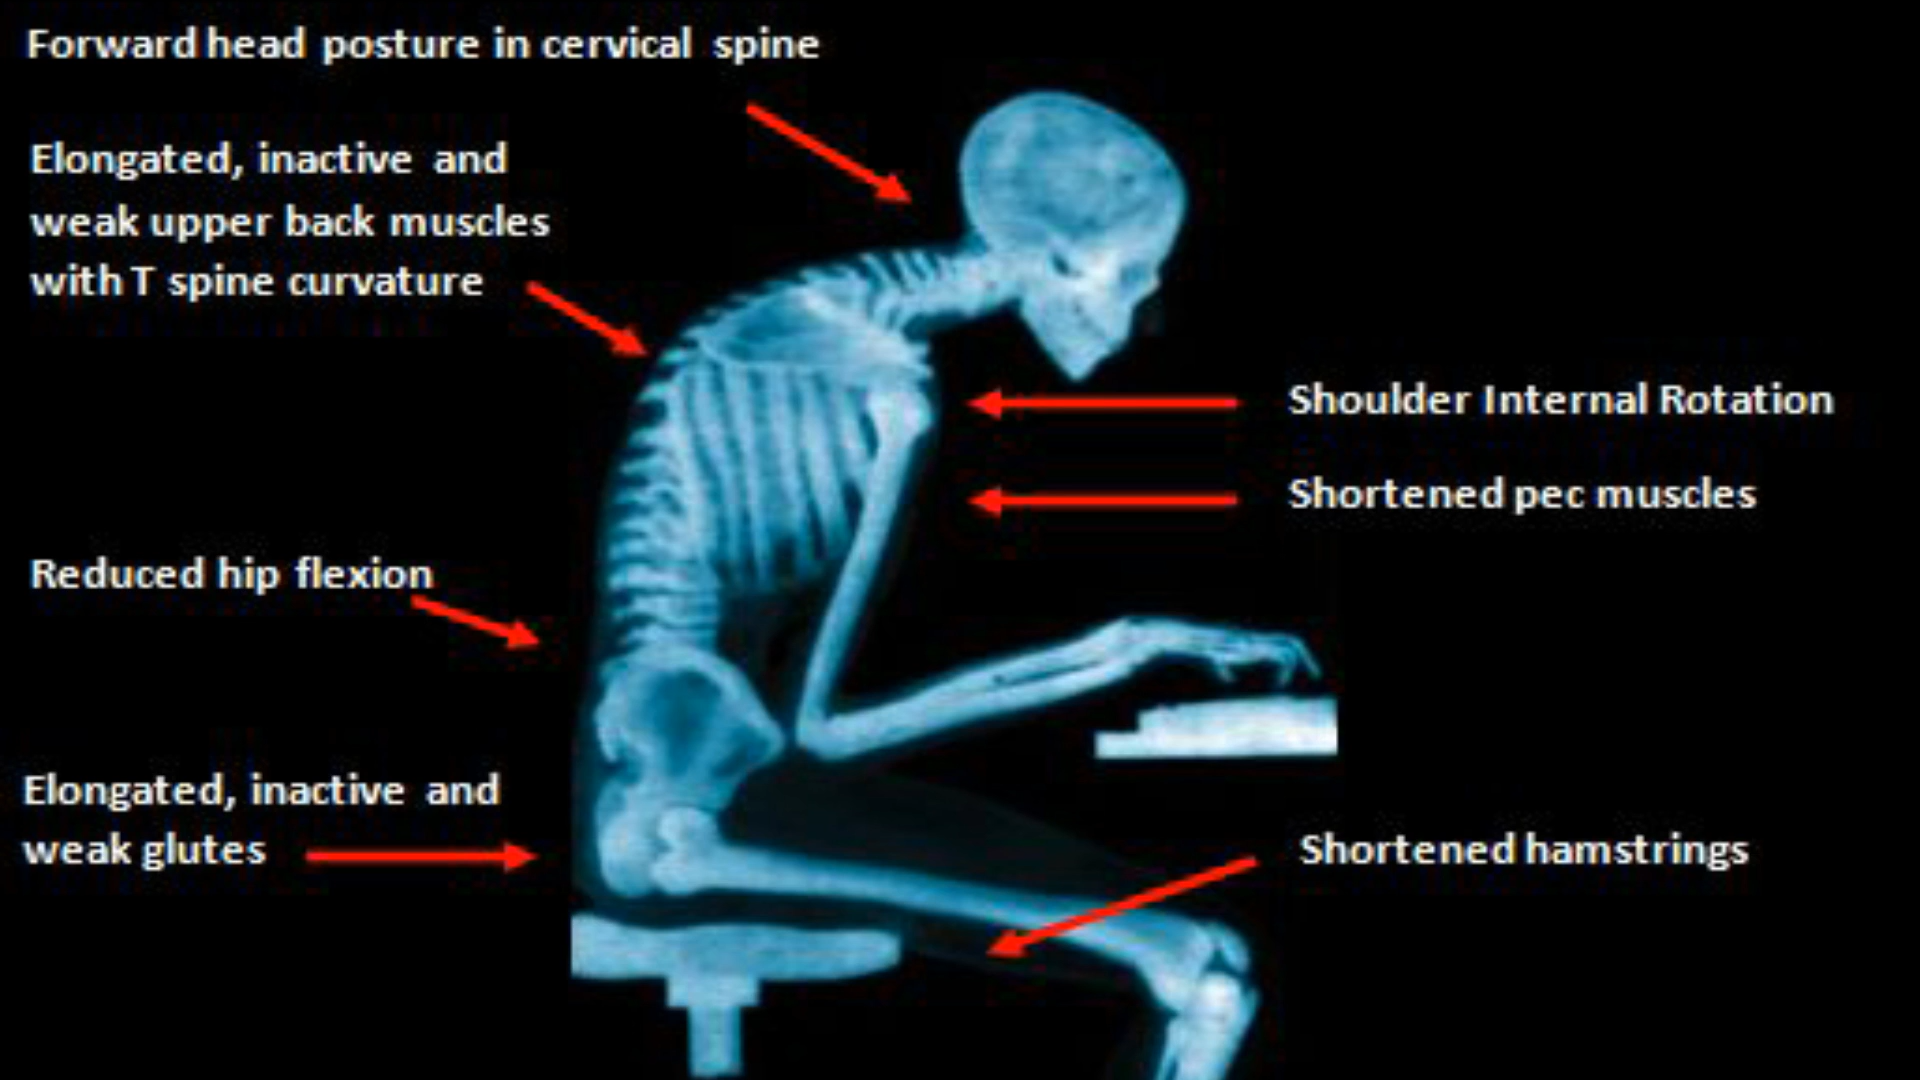 Forward head posture in cervical spine
Elongated, inactive and
weak upper back muscles
with T spine curvature
Shoulder Internal Rotation
Shortened pec muscles
Reduced hip flexion
Elongated, inactive and
weak glutes
Shortened hamstrings